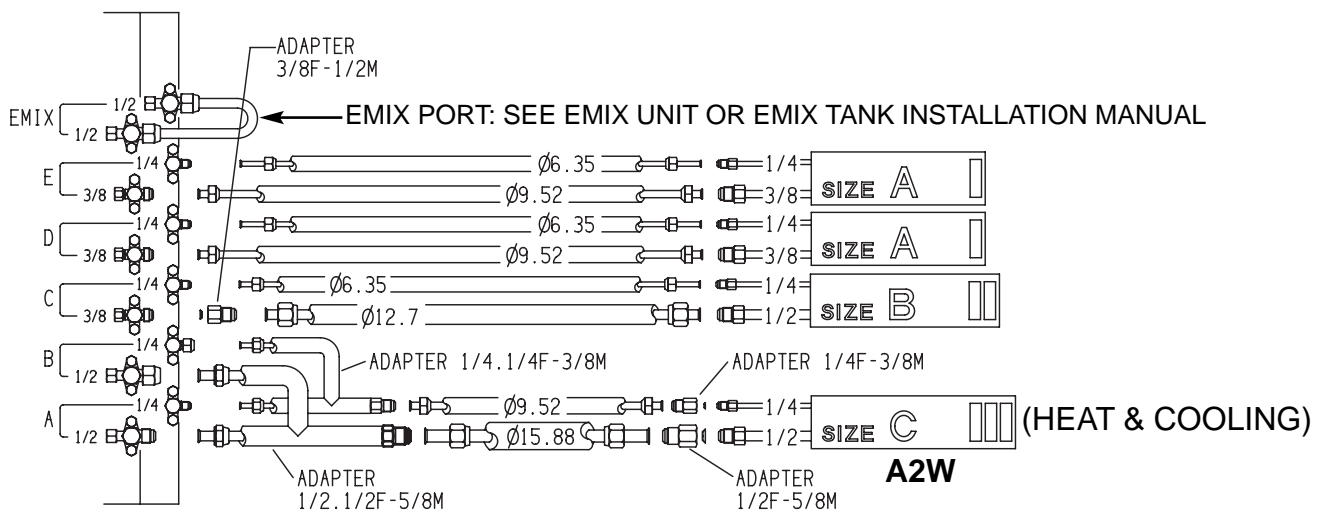 ADAPTER
3/8F-1/2M
EMIX
1/2
1/2
EMIX PORT: SEE EMIX UNIT OR EMIX TANK INSTALLATION MANUAL
E
1/4
Ø6.35
1/4
3/8
Ø9.52
3/8
SIZE A
D
1/4
Ø6.35
1/4
3/8
Ø9.52
3/8
SIZE A
C
1/4
Ø6.35
1/4
3/8
Ø12.7
1/2
SIZE B
B
1/4
1/2
ADAPTER 1/4.1/4F-3/8M
ADAPTER 1/4F-3/8M
A
1/4
Ø9.52
1/4
1/2
Ø15.88
1/2
SIZE C
(HEAT & COOLING)
A2W
ADAPTER
1/2.1/2F-5/8M
ADAPTER
1/2F-5/8M